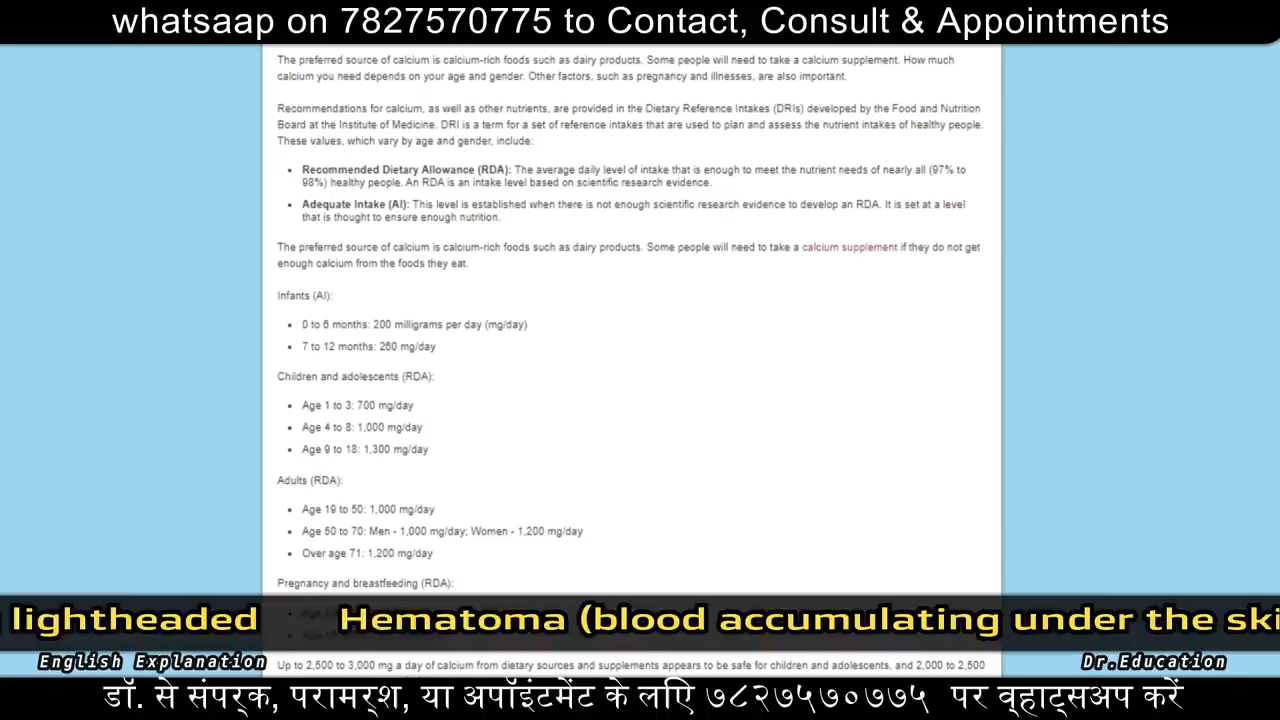 whatsaap on 7827570775 to Contact, Consult & Appointments
The preferred source of calcium is calcium-rich foods such as dairy products. Some people will need to take a calcium supplement. How much
calcium you need depends on your age and gender. Other factors, such as pregnancy and illnesses, are also important.
Recommendations for calcium, as well as other nutrients, are provided in the Dietary Reference Intakes (DRIs) developed by the Food and Nutrition
Board at the Institute of Medicine. DRI is a term for a set of reference intakes that are used to plan and assess the nutrient intakes of healthy people.
These values, which vary by age and gender, include:
• Recommended Dietary Allowance (RDA): The average daily level of intake that is enough to meet the nutrient needs of nearly all (97% to
98%) healthy people. An RDA is an intake level based on scientific research evidence.
• Adequate Intake (AI): This level is established when there is not enough scientific research evidence to develop an RDA. It is set at a level
that is thought to ensure enough nutrition.
The preferred source of calcium is calcium-rich foods such as dairy products. Some people will need to take a calcium supplement if they do not get
enough calcium from the foods they eat.
Infants (AI):
• 0 to 6 months: 200 milligrams per day (mg/day)
• 7 to 12 months: 260 mg/day
Children and adolescents (RDA):
• Age 1 to 3: 700 mg/day
• Age 4 to 8: 1,000 mg/day
• Age 9 to 18: 1,300 mg/day
Adults (RDA):
• Age 19 to 50: 1,000 mg/day
• Age 50 to 70: Men - 1,000 mg/day; Women - 1,200 mg/day
• Over age 71: 1,200 mg/day
Pregnancy and breastfeeding (RDA):
lightheaded Hematoma (blood accumulating under the ski
English Explanation Dr.Education
Up to 2,500 to 3,000 mg a day of calcium from dietary sources and supplements appears to be safe for children and adolescents, and 2,000 to 2,500
डॉ. से संपर्क, परामर्श, या अपॉइंटमेंट के लिए ७८२७५७०७७५ पर व्हाट्सअप करें